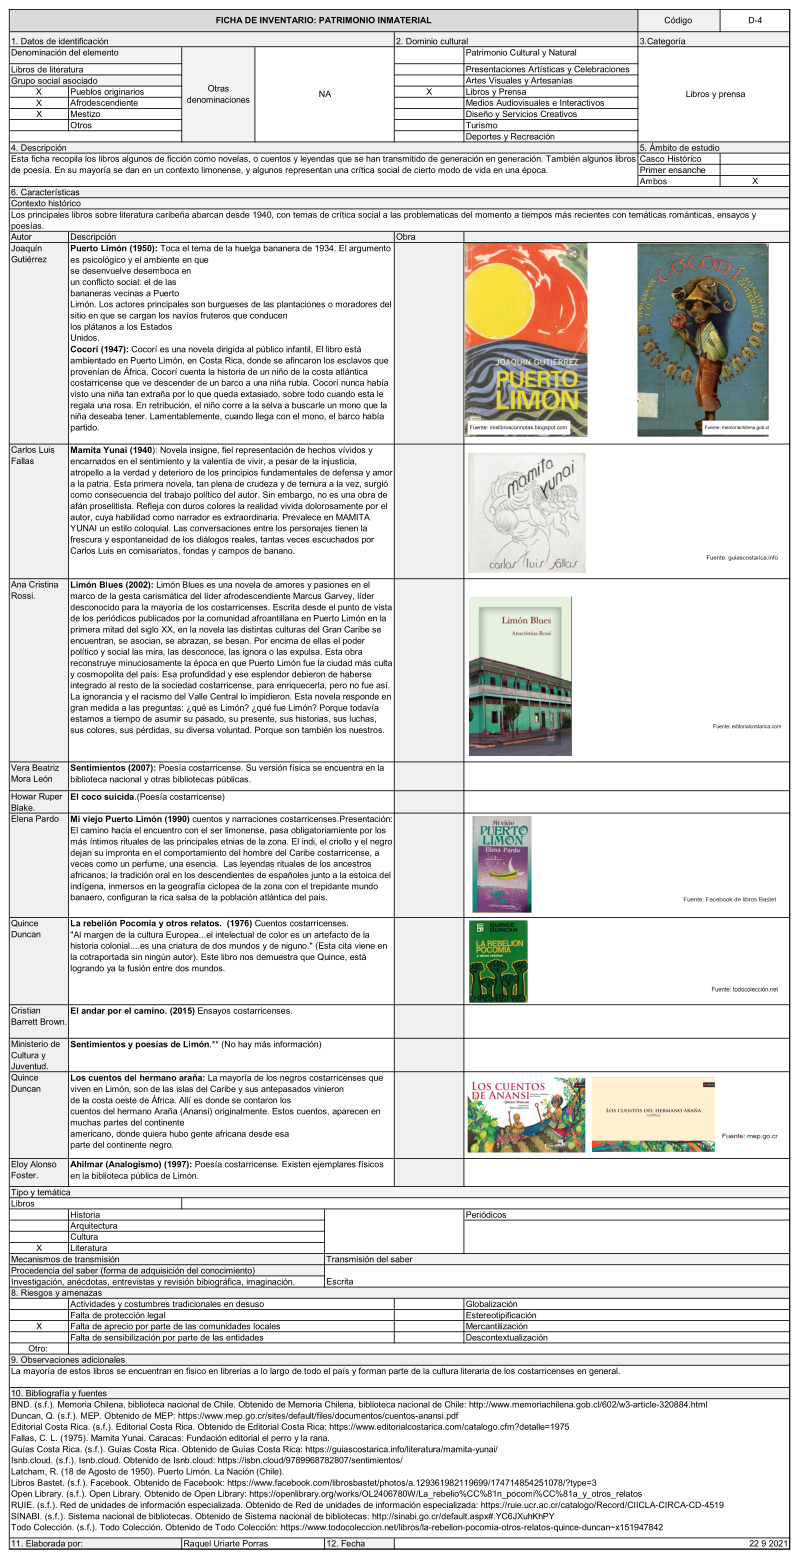 FICHA DE INVENTARIO: PATRIMONIO INMATERIAL
Código
D-4
1. Datos de identificación
2. Dominio cultural
3.Categoría
Denominación del elemento
Libros de literatura
Grupo social asociado
X Pueblos originarios
X Afrodescendiente
X Mestizo
Otros
Otras
denominaciones
NA
Patrimonio Cultural y Natural
Presentaciones Artísticas y Celebraciones
Artes Visuales y Artesanías
X Libros y Prensa
Medios Audiovisuales e Interactivos
Diseño y Servicios Creativos
Turismo
Deportes y Recreación
Libros y prensa
4. Descripción
5. Ámbito de estudio
Esta ficha recopila los libros algunos de ficción como novelas, o cuentos y leyendas que se han transmitido de generación en generación. También algunos libros
de poesía. En su mayoría se dan en un contexto limonense, y algunos representan una crítica social de cierto modo de vida en una época.
Casco Histórico
Primer ensanche
Ambos X
6. Características
Contexto histórico
Los principales libros sobre literatura caribeña abarcan desde 1940, con temas de crítica social a las problematicas del momento a tiempos más recientes con temáticas románticas, ensayos y
poesías.
Autor Descripción Obra
Joaquín
Gutiérrez
Puerto Limón (1950): Toca el tema de la huelga bananera de 1934. El argumento
es psicológico y el ambiente en que
se desenvuelve desemboca en
un conflicto social: el de las
bananeras vecinas a Puerto
Limón. Los actores principales son burgueses de las plantaciones o moradores del
sitio en que se cargan los navíos fruteros que conducen
los plátanos a los Estados
Unidos.
Cocorí (1947): Cocorí es una novela dirigida al público infantil, El libro está
ambientado en Puerto Limón, en Costa Rica, donde se afincaron los esclavos que
provenían de África. Cocorí cuenta la historia de un niño de la costa atlántica
costarricense que ve descender de un barco a una niña rubia. Cocorí nunca había
visto una niña tan extraña por lo que queda extasiado, sobre todo cuando esta le
regala una rosa. En retribución, el niño corre a la selva a buscarle un mono que la
niña deseaba tener. Lamentablemente, cuando llega con el mono, el barco había
partido.
JOAQUIN GUTIERREZ
PUERTO
LIMON
Fuente: mislibrosconnotas.blogspot.com
COCORÍ
JOAQUIN GUTIERREZ
Fuente: memoriachilena.gob.cl
Carlos Luis
Fallas
Mamita Yunai (1940): Novela insigne, fiel representación de hechos vívidos y
encarnados en el sentimiento y la valentía de vivir, a pesar de la injusticia,
atropello a la verdad y deterioro de los principios fundamentales de defensa y amor
a la patria. Esta primera novela, tan plena de crudeza y de ternura a la vez, surgió
como consecuencia del trabajo político del autor. Sin embargo, no es una obra de
afán proselitista. Refleja con duros colores la realidad vivida dolorosamente por el
autor, cuya habilidad como narrador es extraordinaria. Prevalece en MAMITA
YUNAI un estilo coloquial. Las conversaciones entre los personajes tienen la
frescura y espontaneidad de los diálogos reales, tantas veces escuchados por
Carlos Luis en comisariatos, fondas y campos de banano.
mamita
yunai
carlos luis fallas
Fuente: guiascostarica.info
Ana Cristina
Rossi.
Limón Blues (2002): Limón Blues es una novela de amores y pasiones en el
marco de la gesta carismática del líder afrodescendiente Marcus Garvey, líder
desconocido para la mayoría de los costarricenses. Escrita desde el punto de vista
de los periódicos publicados por la comunidad afroantillana en Puerto Limón en la
primera mitad del siglo XX, en la novela las distintas culturas del Gran Caribe se
encuentran, se asocian, se abrazan, se besan. Por encima de ellas el poder
político y social las mira, las desconoce, las ignora o las expulsa. Esta obra
reconstruye minuciosamente la época en que Puerto Limón fue la ciudad más culta
y cosmopolita del país. Esa profundidad y ese esplendor debieron de haberse
integrado al resto de la sociedad costarricense, para enriquecerla, pero no fue así.
La ignorancia y el racismo del Valle Central lo impidieron. Esta novela responde en
gran medida a las preguntas: ¿qué es Limón? ¿qué fue Limón? Porque todavía
estamos a tiempo de asumir su pasado, su presente, sus historias, sus luchas,
sus colores, sus pérdidas, su diversa voluntad. Porque son también los nuestros.
Limón Blues
Anacristina Rossi
Fuente: editorialcostarica.com
Vera Beatriz
Mora León
Sentimientos (2007): Poesía costarricense. Su versión física se encuentra en la
biblioteca nacional y otras bibliotecas públicas.
Howar Ruper
Blake.
El coco suicida.(Poesía costarricense)
Elena Pardo
Mi viejo Puerto Limón (1990) cuentos y narraciones costarricenses.Presentación:
El camino hacia el encuentro con el ser limonense, pasa obligatoriamente por los
más íntimos rituales de las principales etnias de la zona. El indi, el criollo y el negro
dejan su impronta en el comportamiento del hombre del Caribe costarricense, a
veces como un perfume, una esencia. Las leyendas rituales de los ancestros
africanos; la tradición oral en los descendientes de españoles junto a la estoica del
indígena, inmersos en la geografía ciclopea de la zona con el trepidante mundo
banaero, configuran la rica salsa de la población atlántica del país.
Mi viejo
PUERTO
LIMON
Elena Pardo
Fuente: Facebook de libros Bastet
Quince
Duncan
La rebelión Pocomia y otros relatos. (1976) Cuentos costarricenses.
"Al margen de la cultura Europea...el intelectual de color es un artefacto de la
historia colonial....es una criatura de dos mundos y de niguno." (Esta cita viene en
la cotraportada sin ningún autor). Este libro nos demuestra que Quince, está
logrando ya la fusión entre dos mundos.
QUINCE
DUNCAN
LA REBELION
POCOMIA
y otros relatos
Fuente: todocolección.net
Cristian
Barrett Brown.
El andar por el camino. (2015) Ensayos costarricenses.
Ministerio de
Cultura y
Juventud.
Sentimientos y poesías de Limón.** (No hay más información)
Quince
Duncan
Los cuentos del hermano araña: La mayoría de los negros costarricenses que
viven en Limón, son de las islas del Caribe y sus antepasados vinieron
de la costa oeste de África. Allí es donde se contaron los
cuentos del hermano Araña (Anansi) originalmente. Estos cuentos, aparecen en
muchas partes del continente
americano, donde quiera hubo gente africana desde esa
parte del continente negro.
LOS CUENTOS
DE ANANSI
Quince Duncan
LOS CUENTOS DEL HERMANO ARAÑA
Fuente: mep.go.cr
Eloy Alonso
Foster.
Ahilmar (Analogismo) (1997): Poesía costarricense. Existen ejemplares físicos
en la biblioteca pública de Limón.
Tipo y temática
Libros
Historia
Arquitectura
Cultura
X Literatura
Periódicos
Mecanismos de transmisión
Transmisión del saber
Procedencia del saber (forma de adquisición del conocimiento)
Investigación, anécdotas, entrevistas y revisión bibiográfica, imaginación.
Escrita
8. Riesgos y amenazas
Actividades y costumbres tradicionales en desuso
Globalización
Falta de protección legal
Estereotipificación
X Falta de aprecio por parte de las comunidades locales
Mercantilización
Falta de sensibilización por parte de las entidades
Descontextualización
Otro:
9. Observaciones adicionales
La mayoría de estos libros se encuentran en fisico en librerias a lo largo de todo el país y forman parte de la cultura literaria de los costarricenses en general.
10. Bibliografía y fuentes
BND. (s.f.). Memoria Chilena, biblioteca nacional de Chile. Obtenido de Memoria Chilena, biblioteca nacional de Chile: http://www.memoriachilena.gob.cl/602/w3-article-320884.html
Duncan, Q. (s.f.). MEP. Obtenido de MEP: https://www.mep.go.cr/sites/default/files/documentos/cuentos-anansi.pdf
Editorial Costa Rica. (s.f.). Editorial Costa Rica. Obtenido de Editorial Costa Rica: https://www.editorialcostarica.com/catalogo.cfm?detalle=1975
Fallas, C. L. (1975). Mamita Yunai. Caracas: Fundación editorial el perro y la rana.
Guías Costa Rica. (s.f.). Guías Costa Rica. Obtenido de Guías Costa Rica: https://guiascostarica.info/literatura/mamita-yunai/
Isnb.cloud. (s.f.). Isnb.cloud. Obtenido de Isnb.cloud: https://isbn.cloud/9789968782807/sentimientos/
Latcham, R. (18 de Agosto de 1950). Puerto Limón. La Nación (Chile).
Libros Bastet. (s.f.). Facebook. Obtenido de Facebook: https://www.facebook.com/librosbastet/photos/a.129361982119699/174714854251078/?type=3
Open Library. (s.f.). Open Library. Obtenido de Open Library: https://openlibrary.org/works/OL2406780W/La_rebelio%CC%81n_pocomi%CC%81a_y_otros_relatos
RUIE. (s.f.). Red de unidades de información especializada. Obtenido de Red de unidades de información especializada: https://ruie.ucr.ac.cr/catalogo/Record/CIICLA-CIRCA-CD-4519
SINABI. (s.f.). Sistema nacional de bibliotecas. Obtenido de Sistema nacional de bibliotecas: http://sinabi.go.cr/default.aspx#.YC6JXuhKhPY
Todo Colección. (s.f.). Todo Colección. Obtenido de Todo Colección: https://www.todocoleccion.net/libros/la-rebelion-pocomia-otros-relatos-quince-duncan~x151947842
11. Elaborada por:
Raquel Uriarte Porras
12. Fecha
22 9 2021